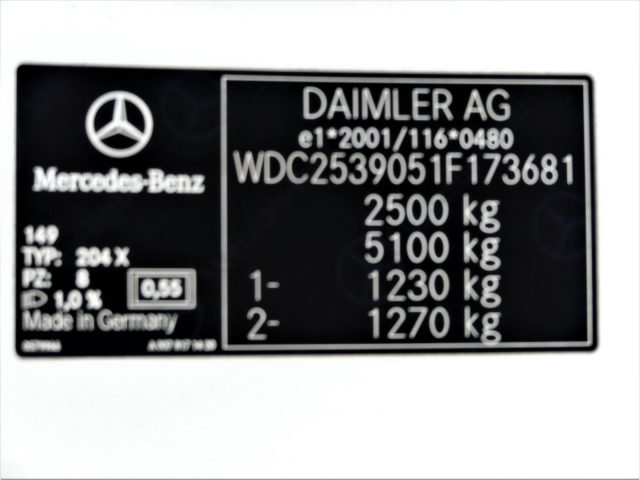 Mercedes-Benz
149
TYP: 204 X
PZ: 8
1,0 %
0,55
Made in Germany
DAIMLER AG
e1*2001/116*0480
WDC2539051F173681
2500 kg
5100 kg
1- 1230 kg
2- 1270 kg